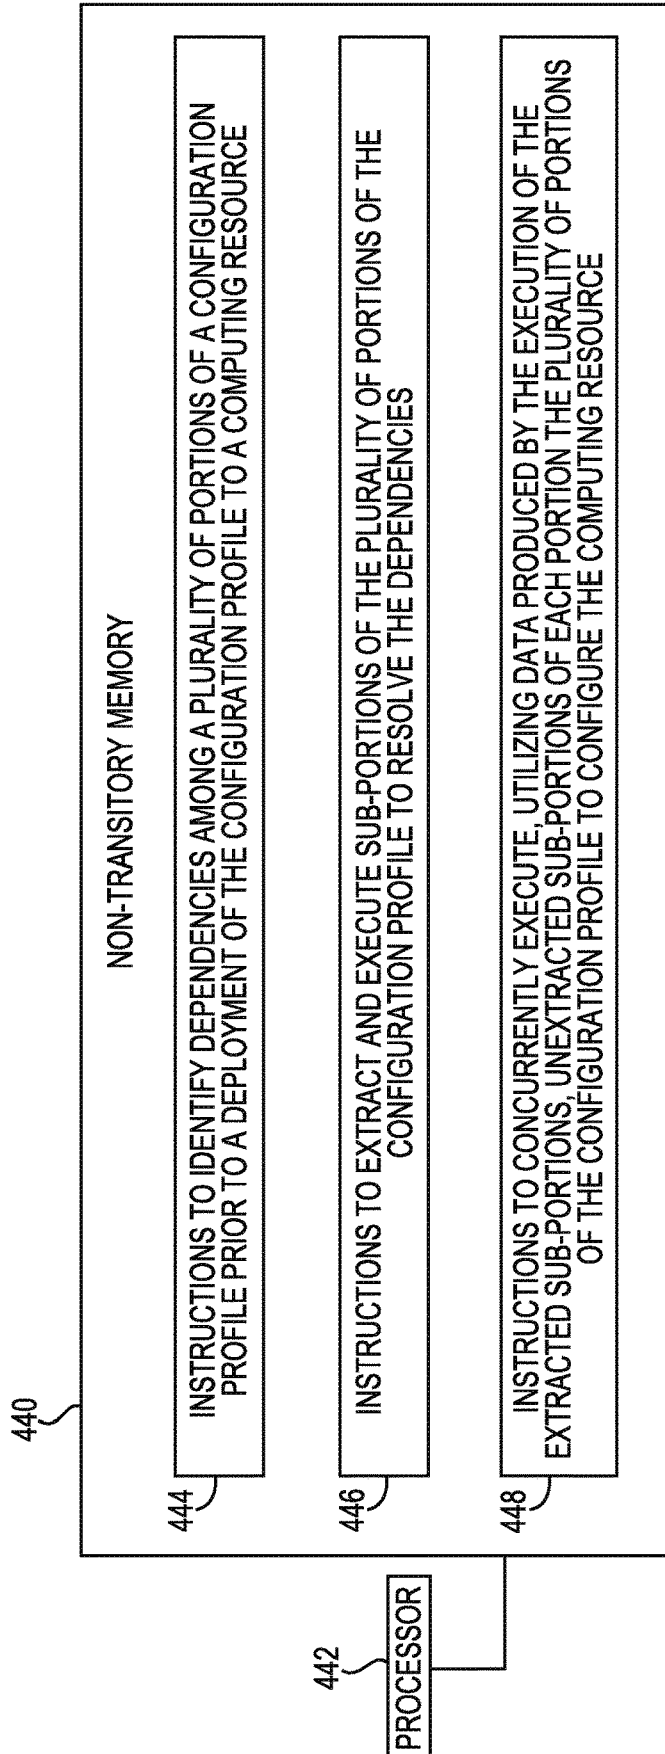 440
NON-TRANSITORY MEMORY
442
PROCESSOR
444
INSTRUCTIONS TO IDENTIFY DEPENDENCIES AMONG A PLURALITY OF PORTIONS OF A CONFIGURATION
PROFILE PRIOR TO A DEPLOYMENT OF THE CONFIGURATION PROFILE TO A COMPUTING RESOURCE
446
INSTRUCTIONS TO EXTRACT AND EXECUTE SUB-PORTIONS OF THE PLURALITY OF PORTIONS OF THE
CONFIGURATION PROFILE TO RESOLVE THE DEPENDENCIES
448
INSTRUCTIONS TO CONCURRENTLY EXECUTE, UTILIZING DATA PRODUCED BY THE EXECUTION OF THE
EXTRACTED SUB-PORTIONS, UNEXTRACTED SUB-PORTIONS OF EACH PORTION THE PLURALITY OF PORTIONS
OF THE CONFIGURATION PROFILE TO CONFIGURE THE COMPUTING RESOURCE